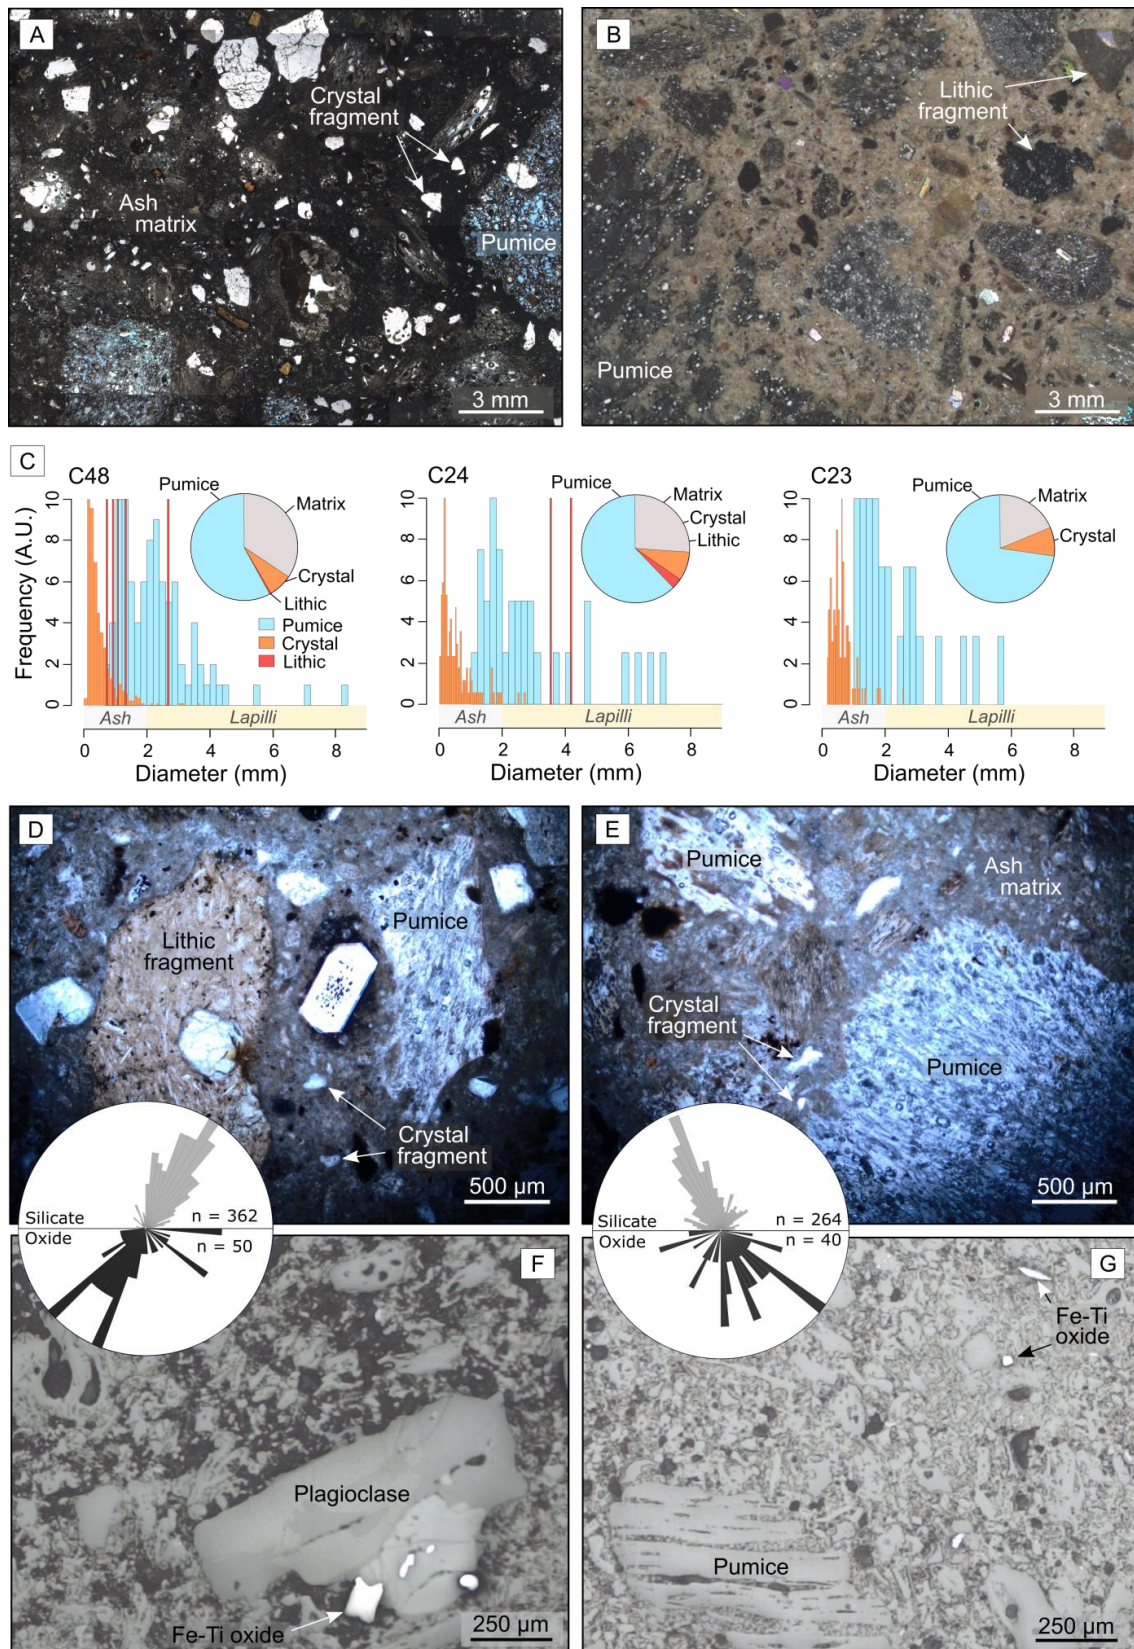 A
Crystal
fragment
Ash
matrix
Pumice
3 mm
B
Lithic
fragment
Pumice
3 mm
C
C48
Frequency (A.U.)
10
8
6
4
2
0
Pumice
Matrix
Crystal
Lithic
Pumice
Crystal
Lithic
Ash
Lapilli
0 2 4 6 8
Diameter (mm)
C24
10
8
6
4
2
0
Pumice
Matrix
Crystal
Lithic
Ash
Lapilli
0 2 4 6 8
Diameter (mm)
C23
10
8
6
4
2
0
Pumice
Matrix
Crystal
Ash
Lapilli
0 2 4 6 8
Diameter (mm)
D
Lithic
fragment
Pumice
Crystal
fragment
500 µm
E
Pumice
Ash
matrix
Crystal
fragment
Pumice
500 µm
Silicate
n = 362
Oxide
n = 50
Silicate
n = 264
Oxide
n = 40
F
Plagioclase
Fe-Ti oxide
250 µm
G
Fe-Ti
oxide
Pumice
250 µm